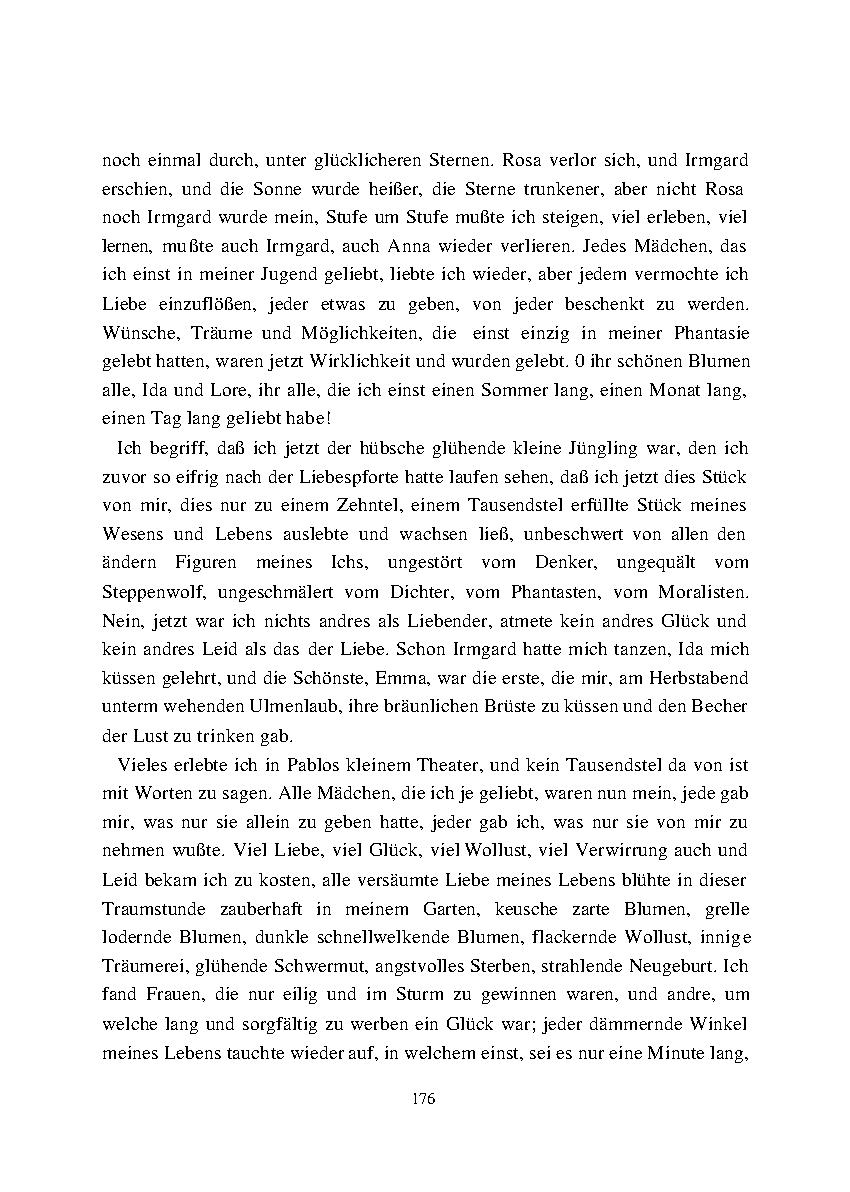 noch einmal durch, unter glücklicheren Sternen. Rosa verlor sich, und Irmgard
erschien, und die Sonne wurde heißer, die Sterne trunkener, aber nicht Rosa
noch Irmgard wurde mein, Stufe um Stufe mußte ich steigen, viel erleben, viel
lernen, mußte auch Irmgard, auch Anna wieder verlieren. Jedes Mädchen, das
ich einst in meiner Jugend geliebt, liebte ich wieder, aber jedem vermochte ich
Liebe einzuflößen, jeder etwas zu geben, von jeder beschenkt zu werden.
Wünsche, Träume und Möglichkeiten, die einst einzig in meiner Phantasie
gelebt hatten, waren jetzt Wirklichkeit und wurden gelebt. 0 ihr schönen Blumen
alle, Ida und Lore, ihr alle, die ich einst einen Sommer lang, einen Monat lang,
einen Tag lang geliebt habe!
Ich begriff, daß ich jetzt der hübsche glühende kleine Jüngling war, den ich
zuvor so eifrig nach der Liebespforte hatte laufen sehen, daß ich jetzt dies Stück
von mir, dies nur zu einem Zehntel, einem Tausendstel erfüllte Stück meines
Wesens und Lebens auslebte und wachsen ließ, unbeschwert von allen den
ändern Figuren meines Ichs, ungestört vom Denker, ungequält vom
Steppenwolf, ungeschmälert vom Dichter, vom Phantasten, vom Moralisten.
Nein, jetzt war ich nichts andres als Liebender, atmete kein andres Glück und
kein andres Leid als das der Liebe. Schon Irmgard hatte mich tanzen, Ida mich
küssen gelehrt, und die Schönste, Emma, war die erste, die mir, am Herbstabend
unterm wehenden Ulmenlaub, ihre bräunlichen Brüste zu küssen und den Becher
der Lust zu trinken gab.
Vieles erlebte ich in Pablos kleinem Theater, und kein Tausendstel da von ist
mit Worten zu sagen. Alle Mädchen, die ich je geliebt, waren nun mein, jede gab
mir, was nur sie allein zu geben hatte, jeder gab ich, was nur sie von mir zu
nehmen wußte. Viel Liebe, viel Glück, viel Wollust, viel Verwirrung auch und
Leid bekam ich zu kosten, alle versäumte Liebe meines Lebens blühte in dieser
Traumstunde zauberhaft in meinem Garten, keusche zarte Blumen, grelle
lodernde Blumen, dunkle schnellwelkende Blumen, flackernde Wollust, innige
Träumerei, glühende Schwermut, angstvolles Sterben, strahlende Neugeburt. Ich
fand Frauen, die nur eilig und im Sturm zu gewinnen waren, und andre, um
welche lang und sorgfältig zu werben ein Glück war; jeder dämmernde Winkel
meines Lebens tauchte wieder auf, in welchem einst, sei es nur eine Minute lang,
176